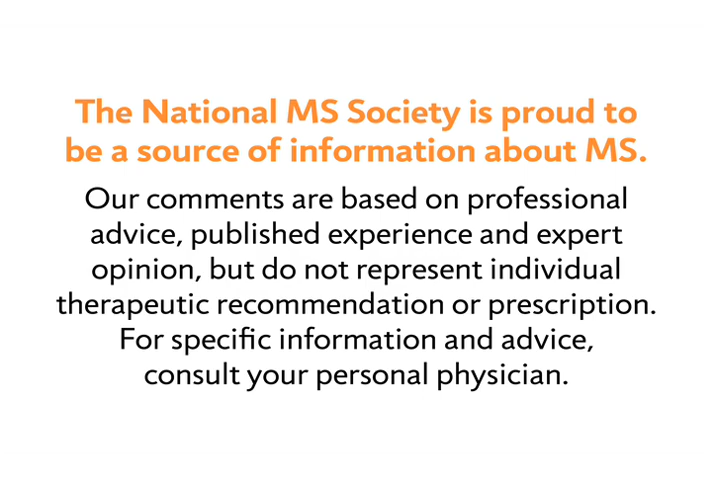 The National MS Society is proud to
be a source of information about MS.
Our comments are based on professional
advice, published experience and expert
opinion, but do not represent individual
therapeutic recommendation or prescription.
For specific information and advice,
consult your personal physician.